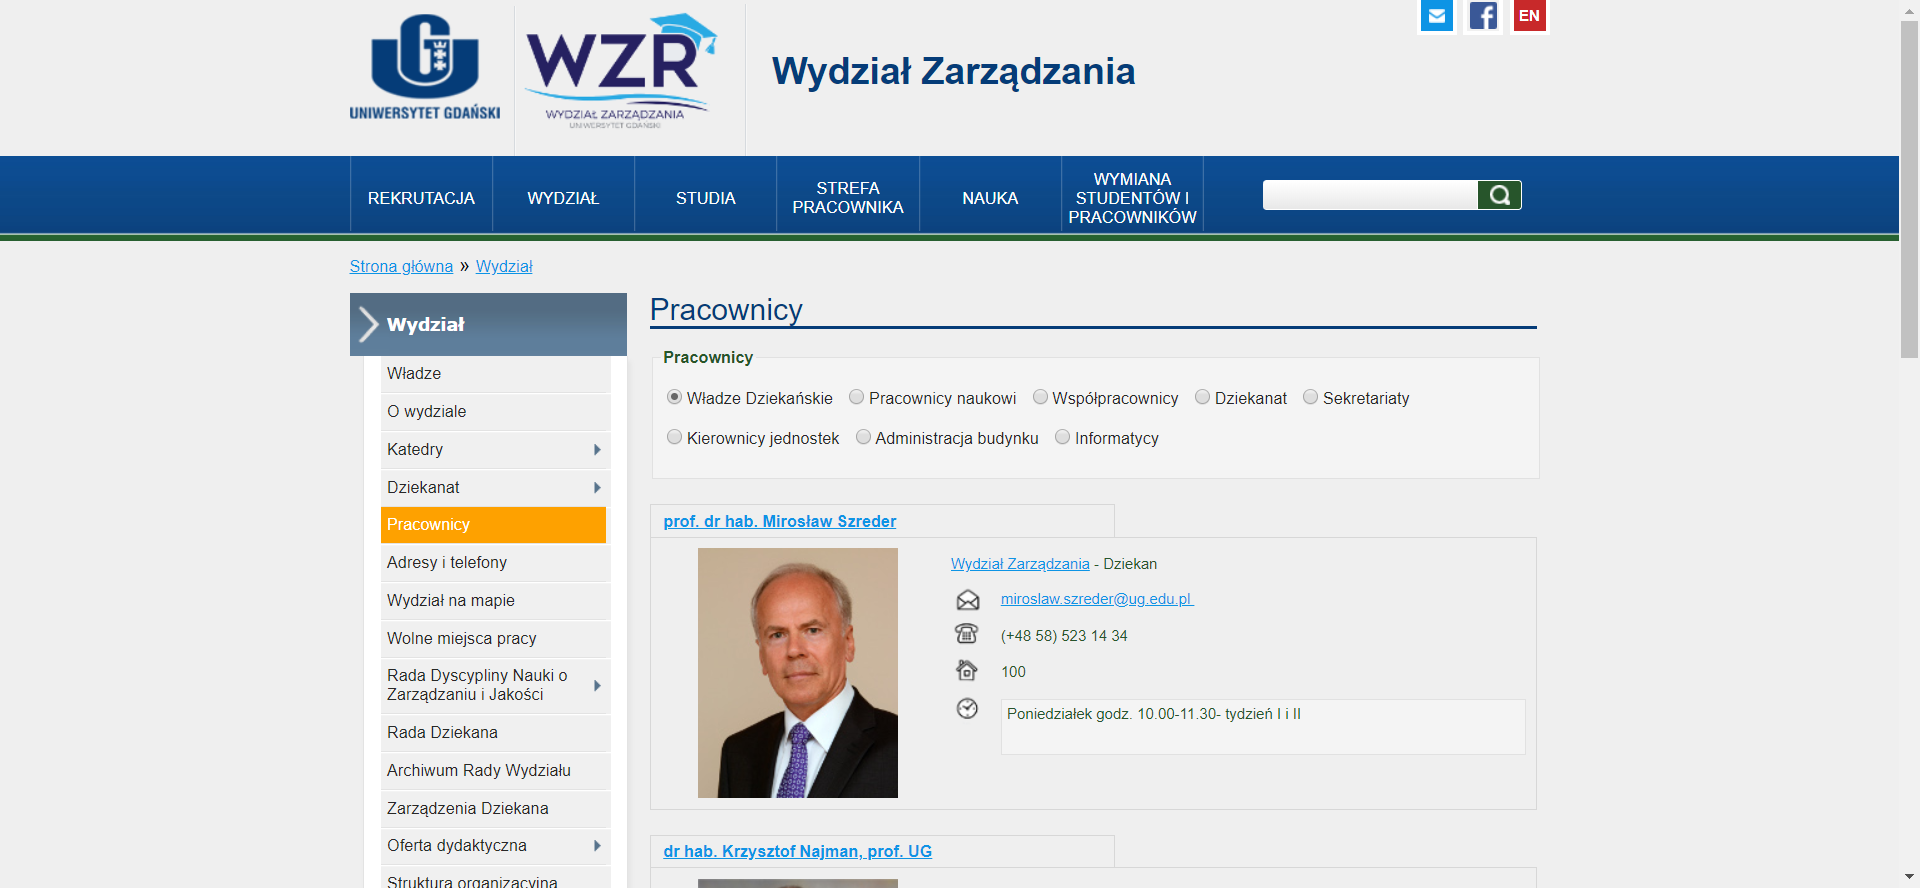 UNIWERSYTET GDAŃSKI
WZR
WYDZIAŁ ZARZĄDZANIA
UNIWERSYTET GDAŃSKI
Wydział Zarządzania
EN
REKRUTACJA
WYDZIAŁ
STUDIA
STREFA
PRACOWNIKA
NAUKA
WYMIANA
STUDENTÓW I
PRACOWNIKÓW
Strona główna » Wydział
Wydział
Władze
O wydziale
Katedry
Dziekanat
Pracownicy
Adresy i telefony
Wydział na mapie
Wolne miejsca pracy
Rada Dyscypliny Nauki o
Zarządzaniu i Jakości
Rada Dziekana
Archiwum Rady Wydziału
Zarządzenia Dziekana
Oferta dydaktyczna
Struktura organizacyjna
Pracownicy
Pracownicy
Władze Dziekańskie Pracownicy naukowi Współpracownicy Dziekanat Sekretariaty
Kierownicy jednostek Administracja budynku Informatycy
prof. dr hab. Mirosław Szreder
Wydział Zarządzania - Dziekan
miroslaw.szreder@ug.edu.pl
(+48 58) 523 14 34
100
Poniedziałek godz. 10.00-11.30- tydzień I i II
dr hab. Krzysztof Najman, prof. UG